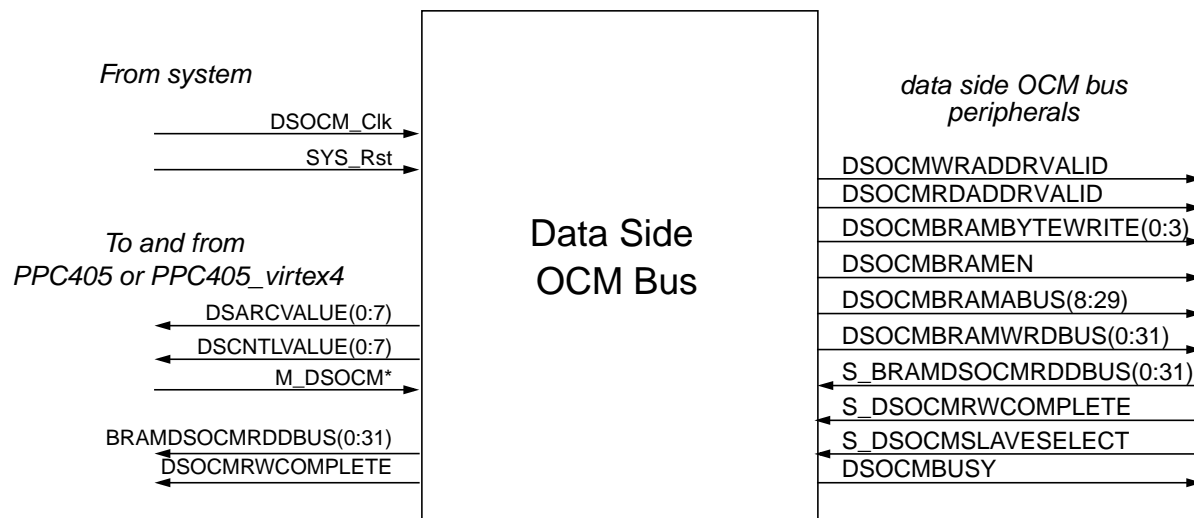 From system
DSOCM_Clk
SYS_Rst
To and from
PPC405 or PPC405_virtex4
DSARCVALUE(0:7)
DSCNTLVALUE(0:7)
M_DSOCM*
BRAMDSOCMRDDBUS(0:31)
DSOCMRWCOMPLETE
Data Side
OCM Bus
data side OCM bus
peripherals
DSOCMWRADDRVALID
DSOCMRDADDRVALID
DSOCMBRAMBYTEWRITE(0:3)
DSOCMBRAMEN
DSOCMBRAMABUS(8:29)
DSOCMBRAMWRDBUS(0:31)
S_BRAMDSOCMRDDBUS(0:31)
S_DSOCMRWCOMPLETE
S_DSOCMSLAVESELECT
DSOCMBUSY